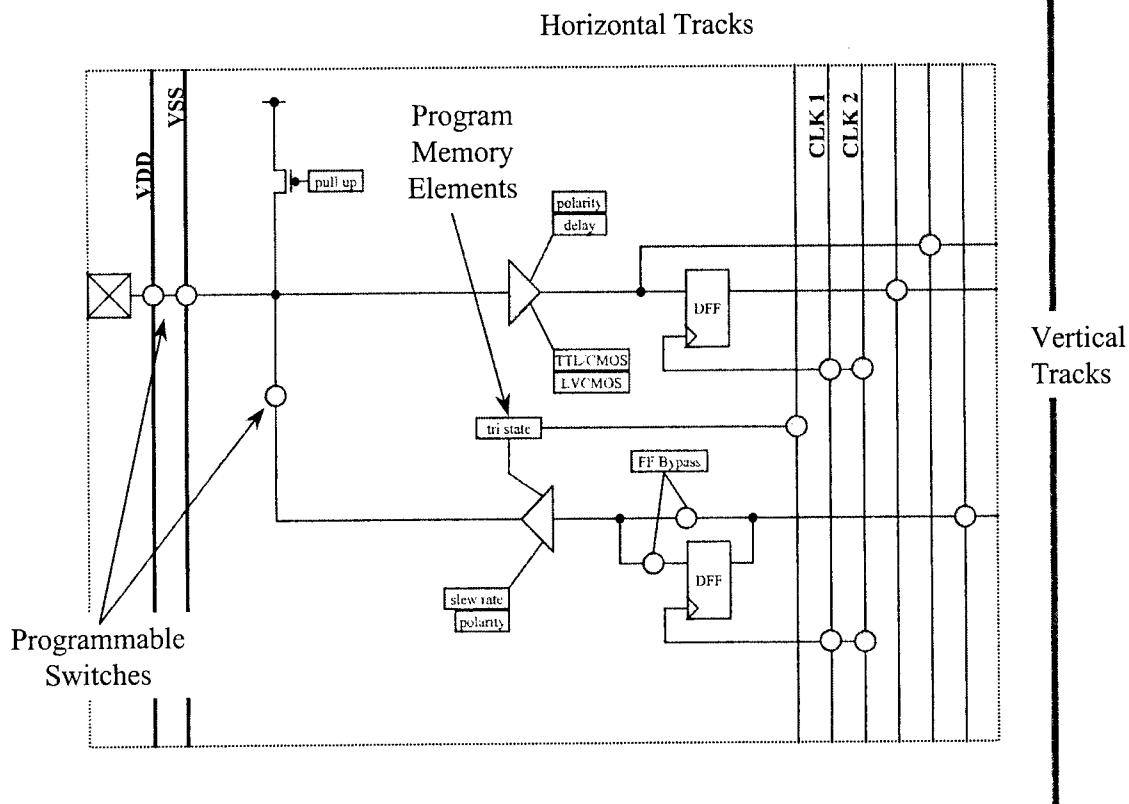 Horizontal Tracks
VDD
VSS
Program
Memory
Elements
CLK 1
CLK 2
pull up
polarity
delay
DFF
TTL/CMOS
LVCMOS
Vertical
Tracks
tri state
FF Bypass
DFF
slew rate
polarity
Programmable
Switches